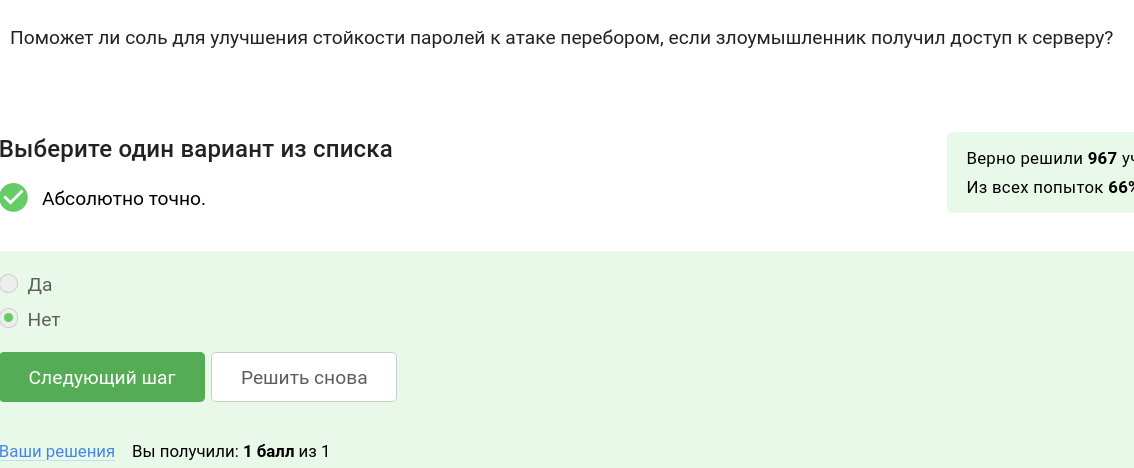 Поможет ли соль для улучшения стойкости паролей к атаке перебором, если злоумышленник получил доступ к серверу?
Выберите один вариант из списка
Верно решили 967
Из всех попыток 66%
Абсолютно точно.
Да
Нет
Следующий шаг
Решить снова
Ваши решения Вы получили: 1 балл из 1